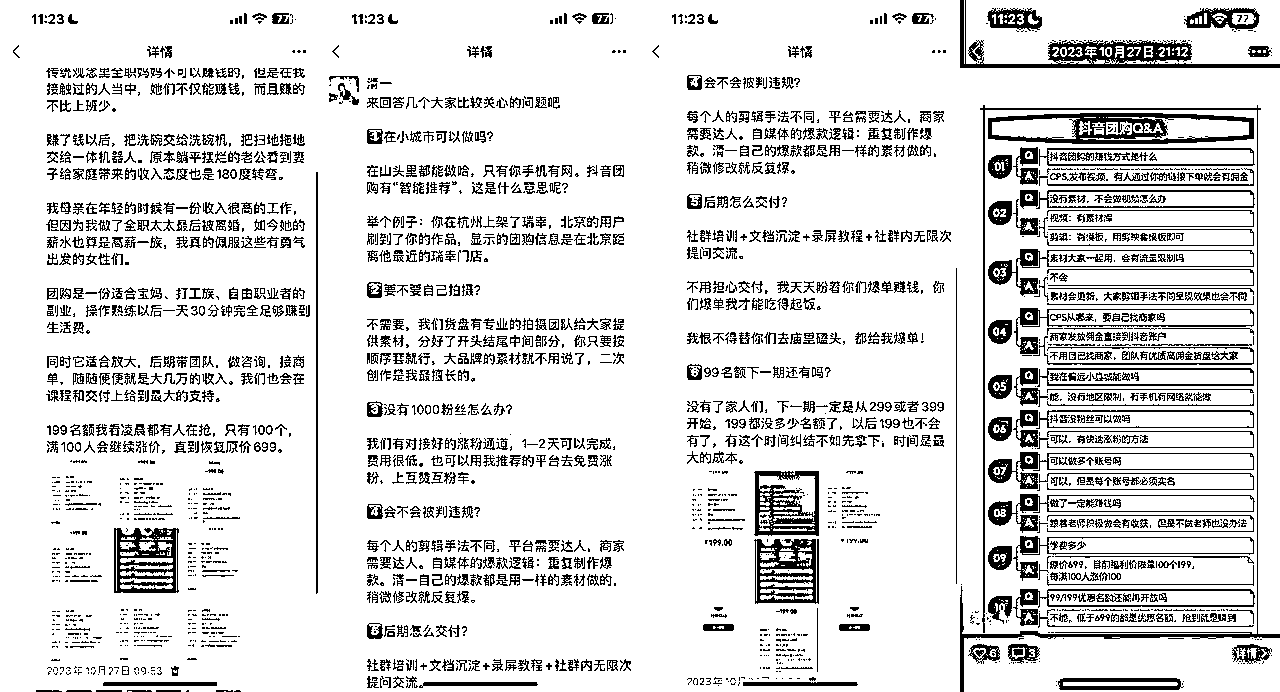 11:23
77
详情
传统观念里全职妈妈不可以赚钱的，但是在我
接触过的人当中，她们不仅能赚钱，而且赚的
不比上班少。
赚了钱以后，把洗碗交给洗碗机，把扫地拖地
交给一体机器人。原本躺平摆烂的老公看到妻
子给家庭带来的收入态度也是180度转弯。
我母亲在年轻的时候有一份收入很高的工作，
但因为我做了全职太太最后被离婚，如今她的
薪水也算是高薪一族，我真的佩服这些有勇气
出发的女性们。
团购是一份适合宝妈、打工族、自由职业者的
副业，操作熟练以后一天30分钟完全足够赚到
生活费。
同时它适合放大，后期带团队，做咨询，接商
单，随随便便就是大几万的收入。我们也会在
课程和交付上给到最大的支持。
199名额我看凌晨都有人在抢，只有100个，
满100人会继续涨价，直到恢复原价699。
2023年10月27日 09:53
11:23
77
详情
清一
来回答几个大家比较关心的问题吧
1在小城市可以做吗？
在山头里都能做哈，只有你手机有网。抖音团
购有“智能推荐”，这是什么意思呢？
举个例子：你在杭州上架了瑞幸，北京的用户
刷到了你的作品，显示的团购信息是在北京距
离他最近的瑞幸门店。
2要不要自己拍摄？
不需要，我们货盘有专业的拍摄团队给大家提
供素材，分好了开头结尾中间部分，你只要按
顺序套就行。大品牌的素材就不用说了，二次
创作是我最擅长的。
3没有1000粉丝怎么办？
我们有对接好的涨粉通道，1—2天可以完成，
费用很低。也可以用我推荐的平台去免费涨
粉，上互赞互粉车。
4会不会被判违规？
每个人的剪辑手法不同，平台需要达人，商家
需要达人。自媒体的爆款逻辑：重复制作爆
款。清一自己的爆款都是用一样的素材做的，
稍微修改就反复爆。
5后期怎么交付？
社群培训+文档沉淀+录屏教程+社群内无限次
提问交流。
11:23
77
详情
4会不会被判违规？
每个人的剪辑手法不同，平台需要达人，商家
需要达人。自媒体的爆款逻辑：重复制作爆
款。清一自己的爆款都是用一样的素材做的，
稍微修改就反复爆。
5后期怎么交付？
社群培训+文档沉淀+录屏教程+社群内无限次
提问交流。
不用担心交付，我天天盼着你们爆单赚钱，你
们爆单我才能吃得起饭。
我恨不得替你们去庙里磕头，都给我爆单！
6 99名额下一期还有吗？
没有了家人们，下一期一定是从299或者399
开始，199都没多少名额了，以后199也不会
有了，有这个时间纠结不如先拿下，时间是最
大的成本。
¥199.00
11:23
77
2023年10月27日 21:12
抖音团购Q&A
01
Q
抖音团购的赚钱方式是什么
A
CPS,发布视频，有人通过你的链接下单就会有佣金
02
Q
没有素材，不会做视频怎么办
A
视频：有素材库
剪辑：有模板，用剪映套模板即可
03
Q
素材大家一起用，会有流量限制吗
A
不会
素材会更新，大家剪辑手法不同呈现效果也会不同
04
Q
CPS从哪来，要自己找商家吗
A
商家发放佣金直接到抖音账户
不用自己找商家，团队有优质高佣金货盘给大家
05
Q
我在偏远小县城能做吗
A
能，没有地区限制，有手机有网络就能做
06
Q
抖音没粉丝可以做吗
A
可以，有快速涨粉的方法
07
Q
可以做多个账号吗
A
可以，但是每个账号都必须实名
08
Q
做了一定能赚钱吗
A
跟着老师积极做会有收获，但是不做老师也没办法
09
Q
学费多少
A
原价699，目前福利价限量100个199，
每满100人涨价100
10
Q
99/199优惠名额还能再开放吗
A
不能，低于699的都是优惠名额，抢到就是赚到
6
3
详情